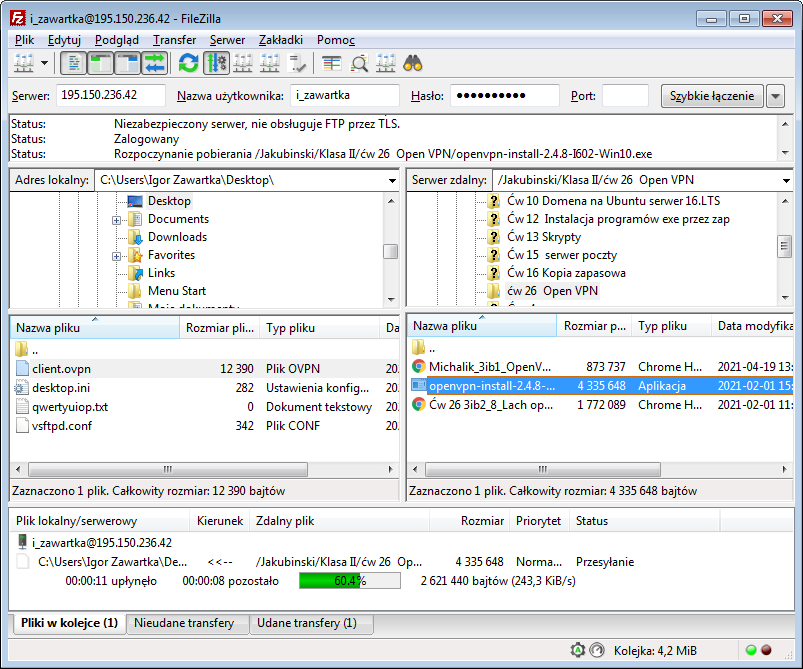 i_zawartka@195.150.236.42 - FileZilla
Plik Edytuj Podgląd Transfer Serwer Zakładki Pomoc
Serwer: 195.150.236.42 Nazwa użytkownika: i_zawartka Hasło: ●●●●●●●●●● Port: Szybkie łączenie
Status: Niezabezpieczony serwer, nie obsługuje FTP przez TLS.
Status: Zalogowany
Status: Rozpoczynanie pobierania /Jakubinski/Klasa II/ćw 26 Open VPN/openvpn-install-2.4.8-I602-Win10.exe
Adres lokalny: C:\Users\Igor Zawartka\Desktop\
Desktop
Documents
Downloads
Favorites
Links
Menu Start
Moje dokumenty
Nazwa pliku Rozmiar pli... Typ pliku Da
..
client.ovpn 12 390 Plik OVPN 20
desktop.ini 282 Ustawienia konfig... 20
qwertyuiop.txt 0 Dokument tekstowy 20
vsftpd.conf 342 Plik CONF 20
Zaznaczono 1 plik. Całkowity rozmiar: 12 390 bajtów
Serwer zdalny: /Jakubinski/Klasa II/ćw 26 Open VPN
Ćw 10 Domena na Ubuntu serwer 16.LTS
Ćw 12 Instalacja programów exe przez zap
Ćw 13 Skrypty
Ćw 15 serwer poczty
Ćw 16 Kopia zapasowa
ćw 26 Open VPN
Nazwa pliku Rozmiar p... Typ pliku Data modyfika
..
Michalik_3ib1_OpenV... 873 737 Chrome H... 2021-04-19 13:
openvpn-install-2.4.8-... 4 335 648 Aplikacja 2021-02-01 15:
Ćw 26 3ib2_8_Lach op... 1 772 089 Chrome H... 2021-02-01 11:
Zaznaczono 1 plik. Całkowity rozmiar: 4 335 648 bajtów
Plik lokalny/serwerowy Kierunek Zdalny plik Rozmiar Priorytet Status
i_zawartka@195.150.236.42
C:\Users\Igor Zawartka\De... <<-- /Jakubinski/Klasa II/ćw 26 Op... 4 335 648 Norma... Przesyłanie
00:00:11 upłynęło 00:00:08 pozostało 60.4% 2 621 440 bajtów (243,3 KiB/s)
Pliki w kolejce (1) Nieudane transfery Udane transfery (1)
Kolejka: 4,2 MiB